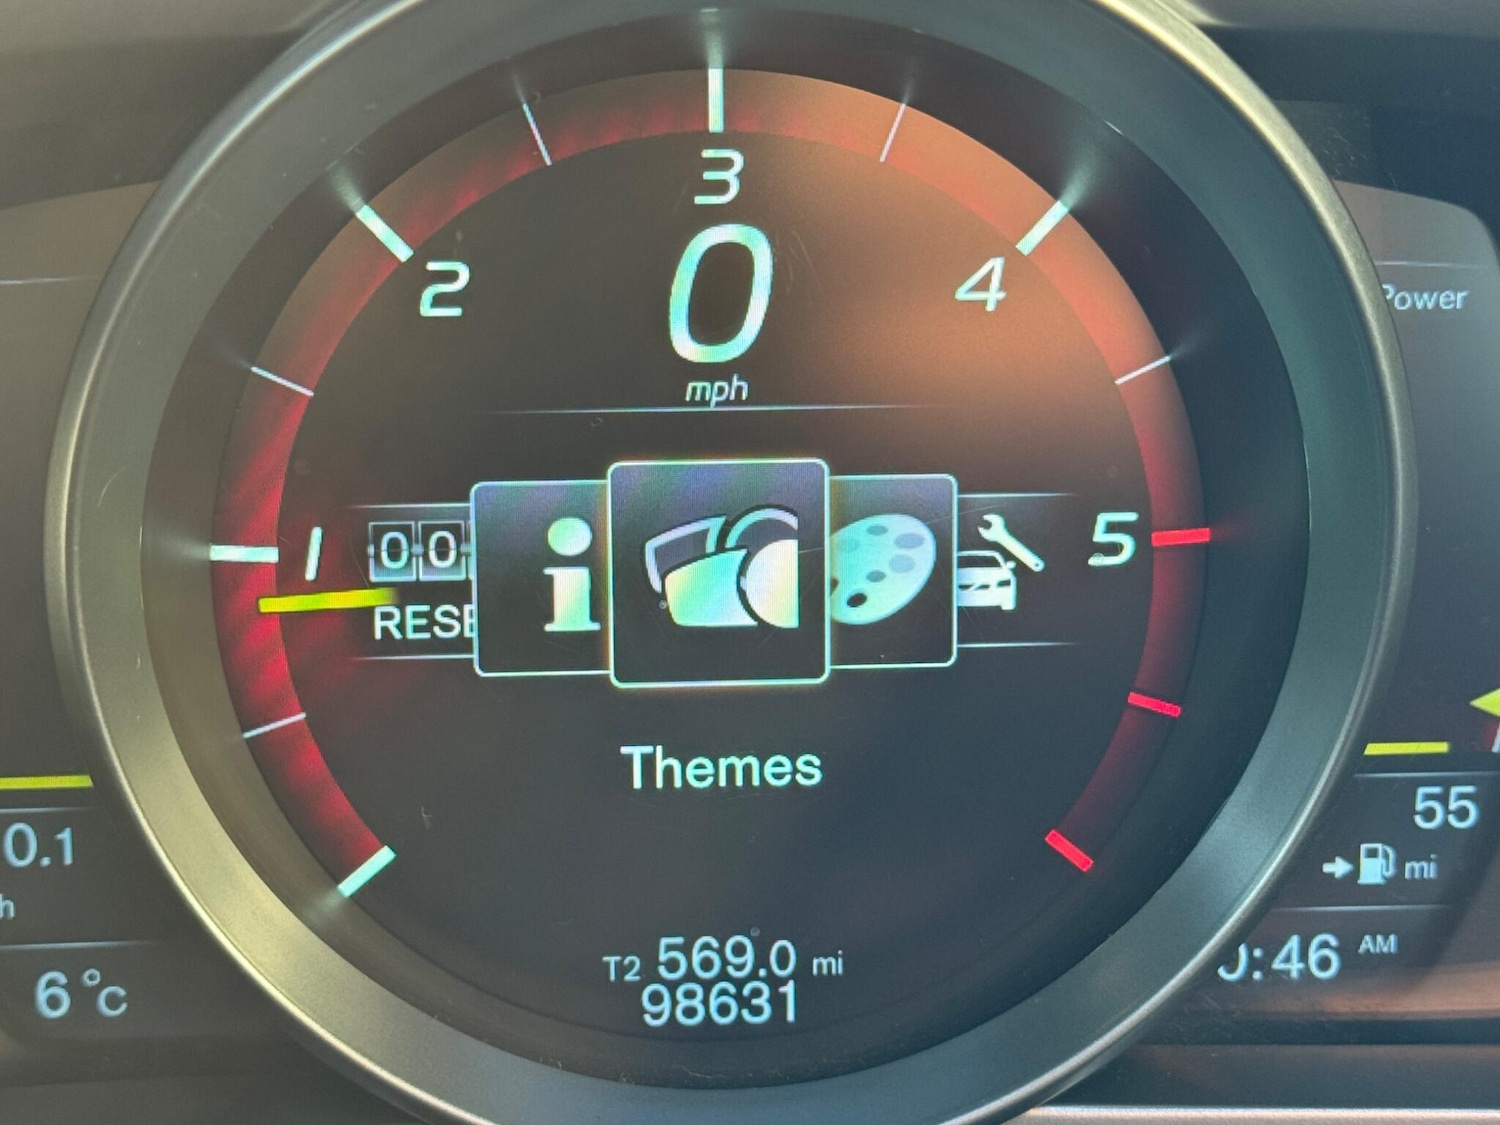 3
2
4
0
mph
Power
1
00
5
RESE
Themes
0.1
55
h
mi
T2 569.0 mi
98631
6°C
:46 AM